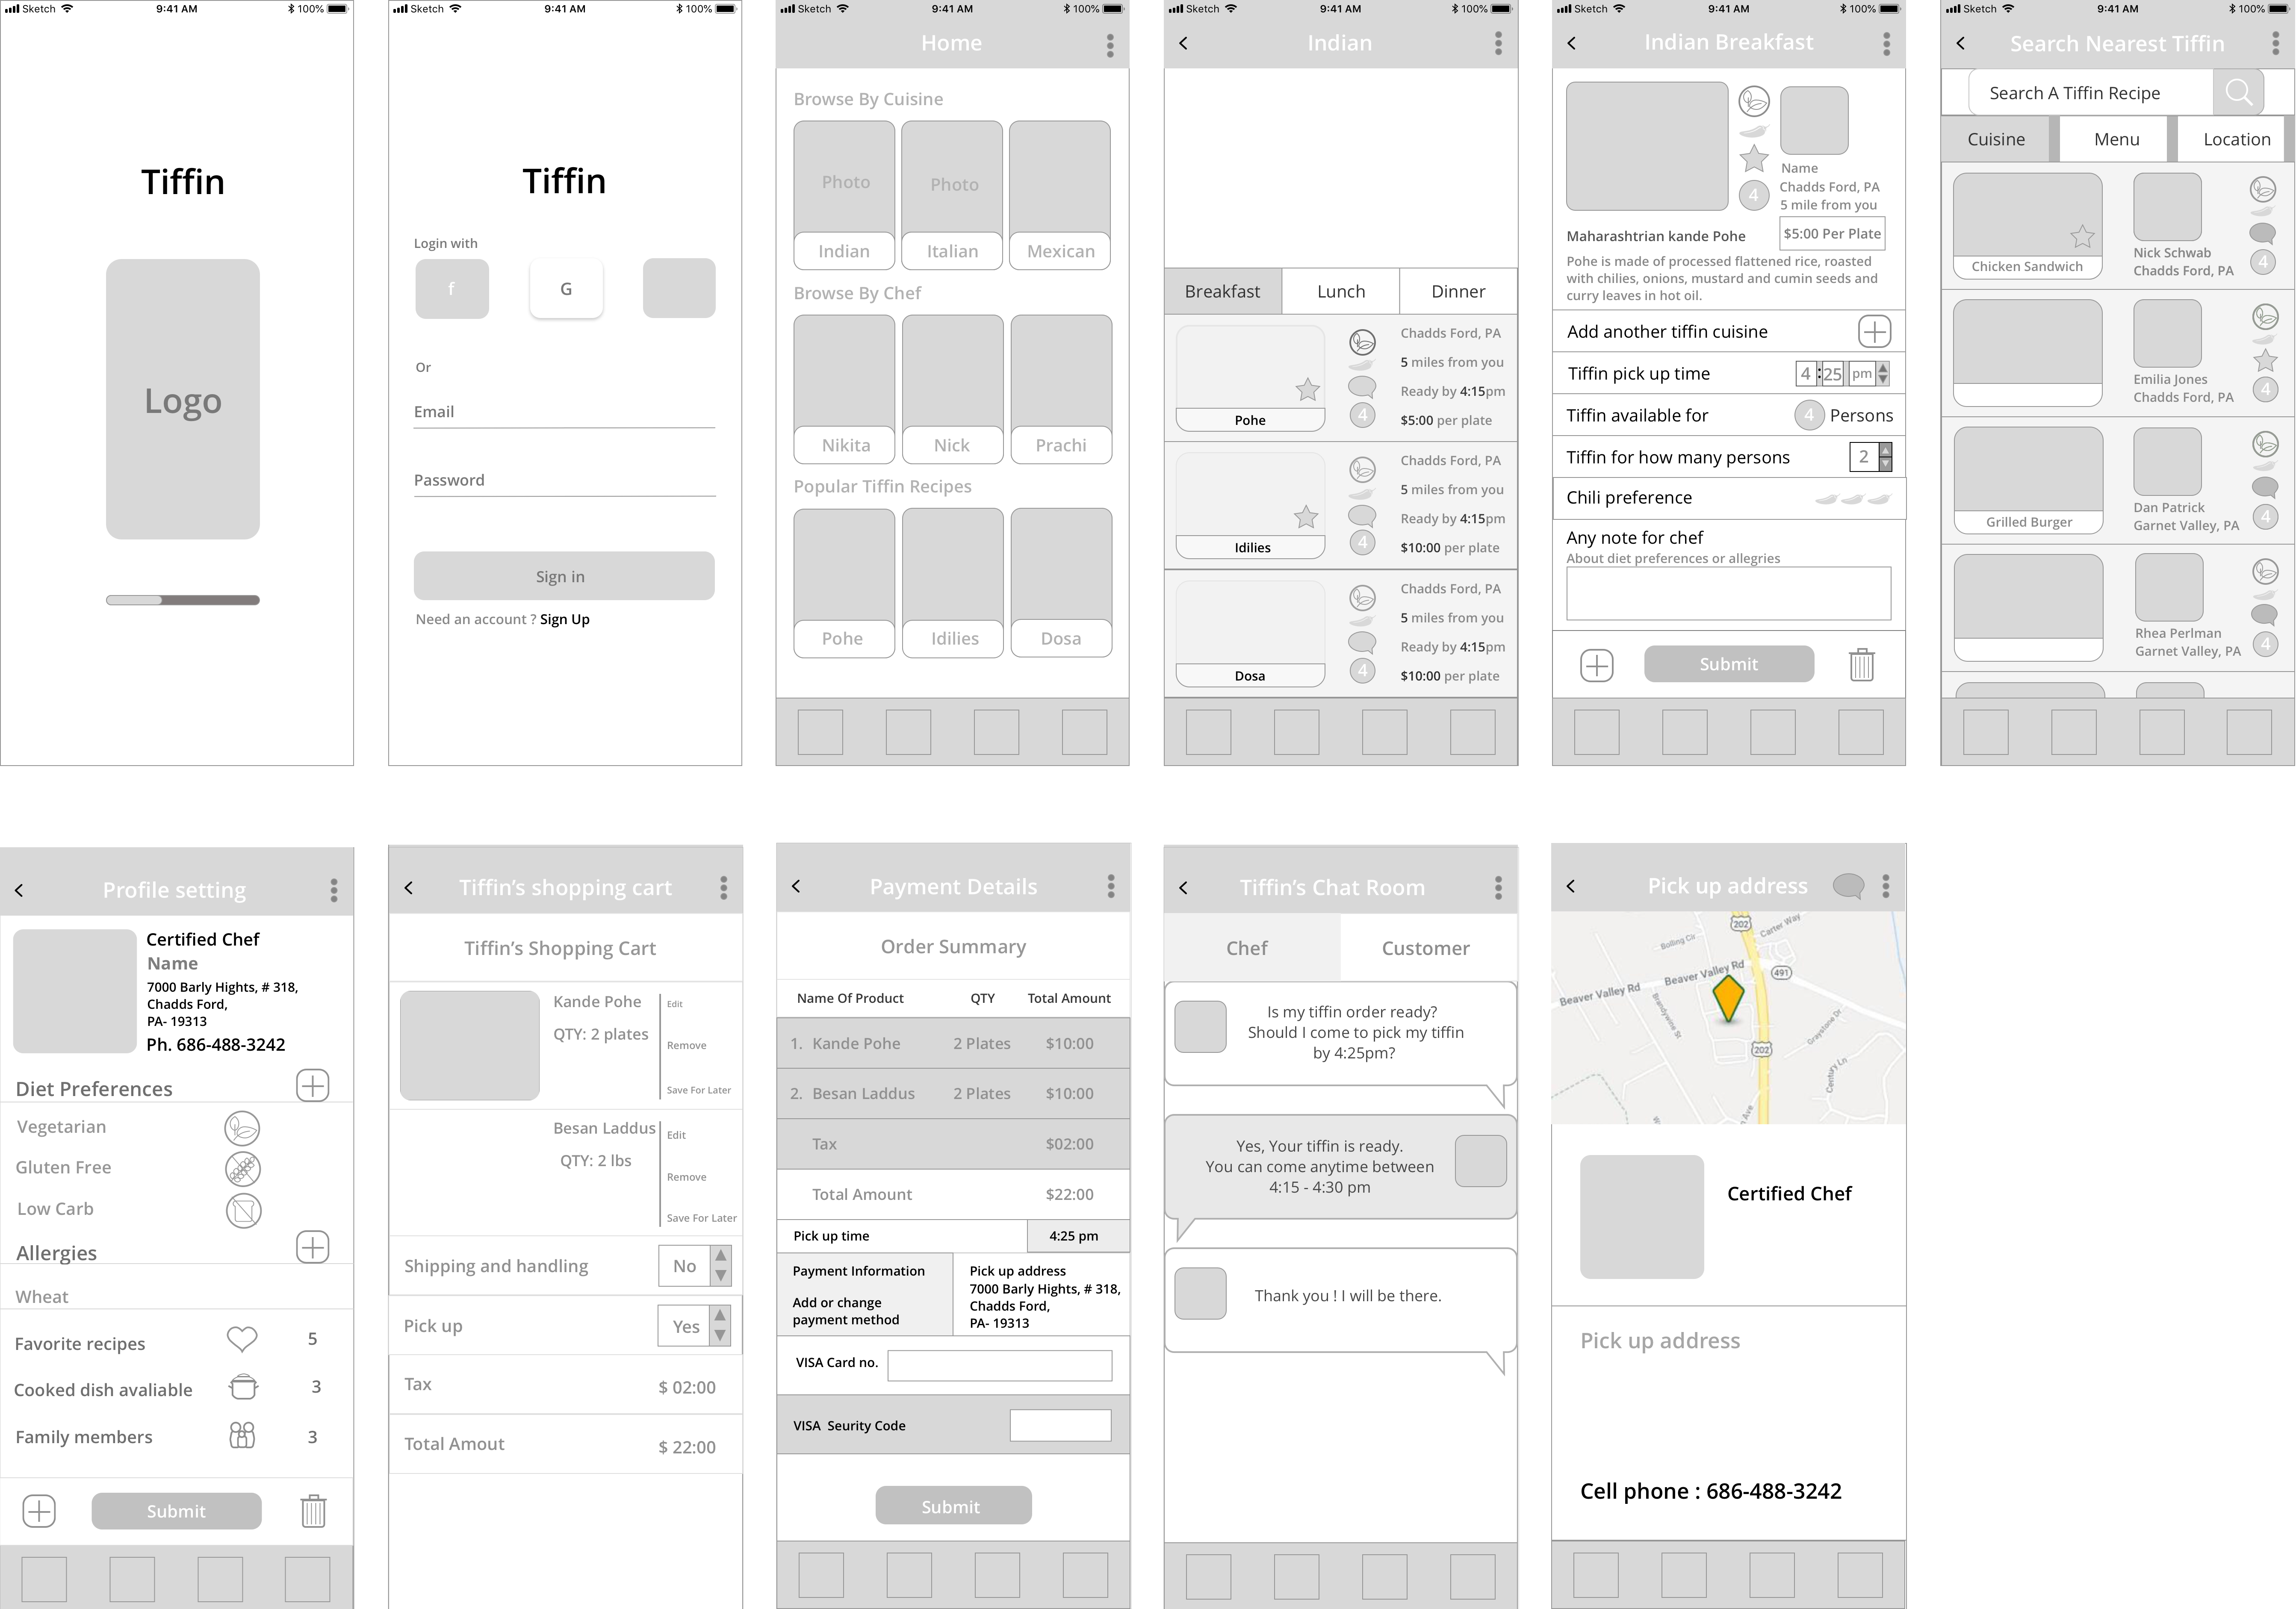 Sketch 9:41 AM 100%
Tiffin
Logo
Sketch 9:41 AM 100%
Tiffin
Login with
f G
Or
Email
Password
Sign in
Need an account ? Sign Up
Sketch 9:41 AM 100%
Home
Browse By Cuisine
Photo Photo
Indian Italian Mexican
Browse By Chef
Nikita Nick Prachi
Popular Tiffin Recipes
Pohe Idilies Dosa
Sketch 9:41 AM 100%
Indian
Breakfast Lunch Dinner
Chadds Ford, PA
5 miles from you
Ready by 4:15pm
4
Pohe $5:00 per plate
Chadds Ford, PA
5 miles from you
Ready by 4:15pm
4
Idilies $10:00 per plate
Chadds Ford, PA
5 miles from you
Ready by 4:15pm
4
Dosa $10:00 per plate
Sketch 9:41 AM 100%
Indian Breakfast
Name
4 Chadds Ford, PA
5 mile from you
Maharashtrian kande Pohe $5:00 Per Plate
Pohe is made of processed flattened rice, roasted
with chilies, onions, mustard and cumin seeds and
curry leaves in hot oil.
Add another tiffin cuisine
Tiffin pick up time 4 : 25 pm
Tiffin available for 4 Persons
Tiffin for how many persons 2
Chili preference
Any note for chef
About diet preferences or allegries
Submit
Sketch 9:41 AM 100%
Search Nearest Tiffin
Search A Tiffin Recipe
Cuisine Menu Location
Nick Schwab
Chicken Sandwich Chadds Ford, PA 4
Emilia Jones
Chadds Ford, PA 4
Dan Patrick
Grilled Burger Garnet Valley, PA 4
Rhea Perlman
Garnet Valley, PA 4
Profile setting
Certified Chef
Name
7000 Barly Hights, # 318,
Chadds Ford,
PA- 19313
Ph. 686-488-3242
Diet Preferences
Vegetarian
Gluten Free
Low Carb
Allergies
Wheat
Favorite recipes 5
Cooked dish avaliable 3
Family members 3
Submit
Tiffin's shopping cart
Tiffin's Shopping Cart
Kande Pohe Edit
QTY: 2 plates
Remove
Save For Later
Besan Laddus Edit
QTY: 2 lbs
Remove
Save For Later
Shipping and handling No
Pick up Yes
Tax $ 02:00
Total Amout $ 22:00
Payment Details
Order Summary
Name Of Product QTY Total Amount
1. Kande Pohe 2 Plates $10:00
2. Besan Laddus 2 Plates $10:00
Tax $02:00
Total Amount $22:00
Pick up time 4:25 pm
Payment Information
Add or change
payment method
Pick up address
7000 Barly Hights, # 318,
Chadds Ford,
PA- 19313
VISA Card no.
VISA Seurity Code
Submit
Tiffin's Chat Room
Chef Customer
Is my tiffin order ready?
Should I come to pick my tiffin
by 4:25pm?
Yes, Your tiffin is ready.
You can come anytime between
4:15 - 4:30 pm
Thank you ! I will be there.
Pick up address
202
Carter Way
Bolling Cir
Beaver Valley Rd
491
Beaver Valley Rd
Brandywine St
Graystone Dr
202
Century Ln
Certified Chef
Pick up address
Cell phone : 686-488-3242